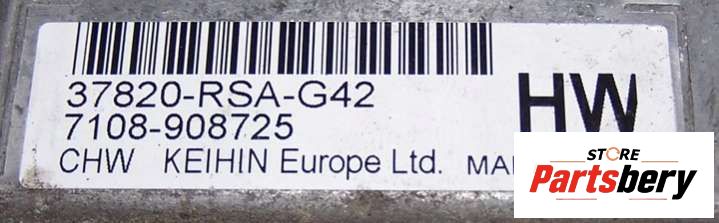 37820-RSA-G42
7108-908725
HW
CHW KEIHIN Europe Ltd.
STORE
Partsbery